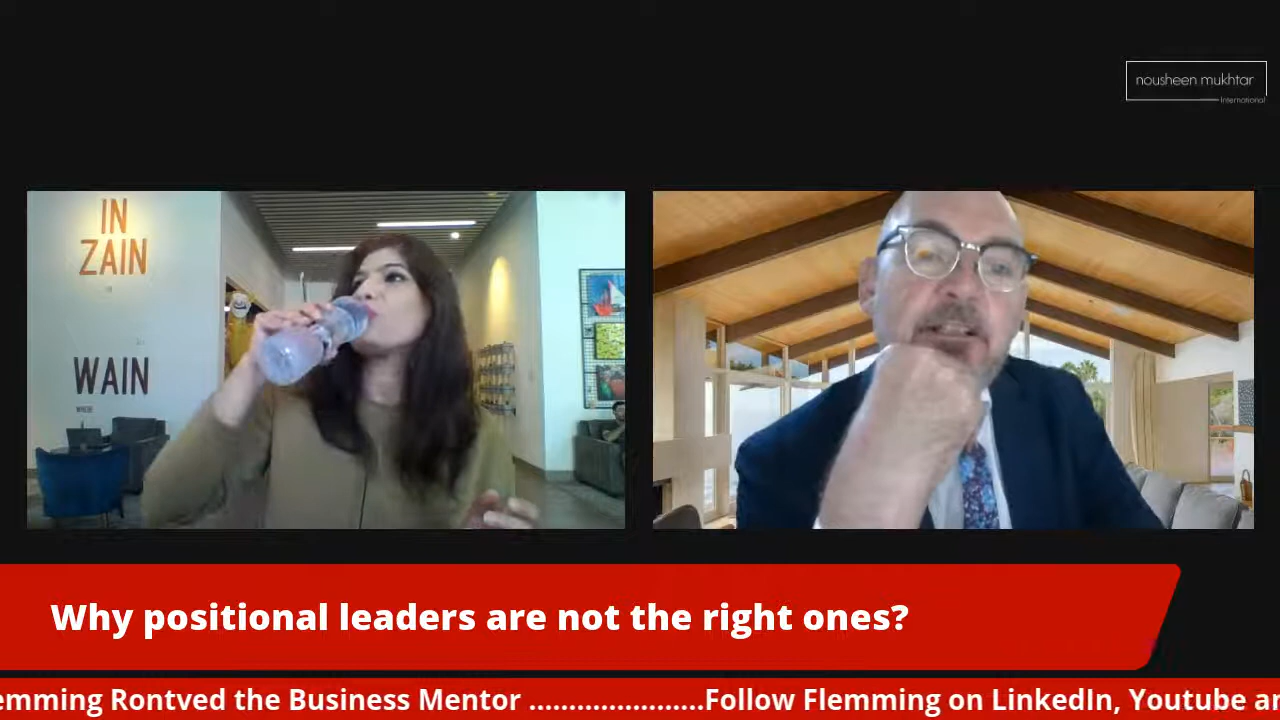 nousheen mukhtar
International
IN
ZAIN
WAIN
Why positional leaders are not the right ones?
emming Rontved the Business Mentor ......................Follow Flemming on LinkedIn, Youtube an